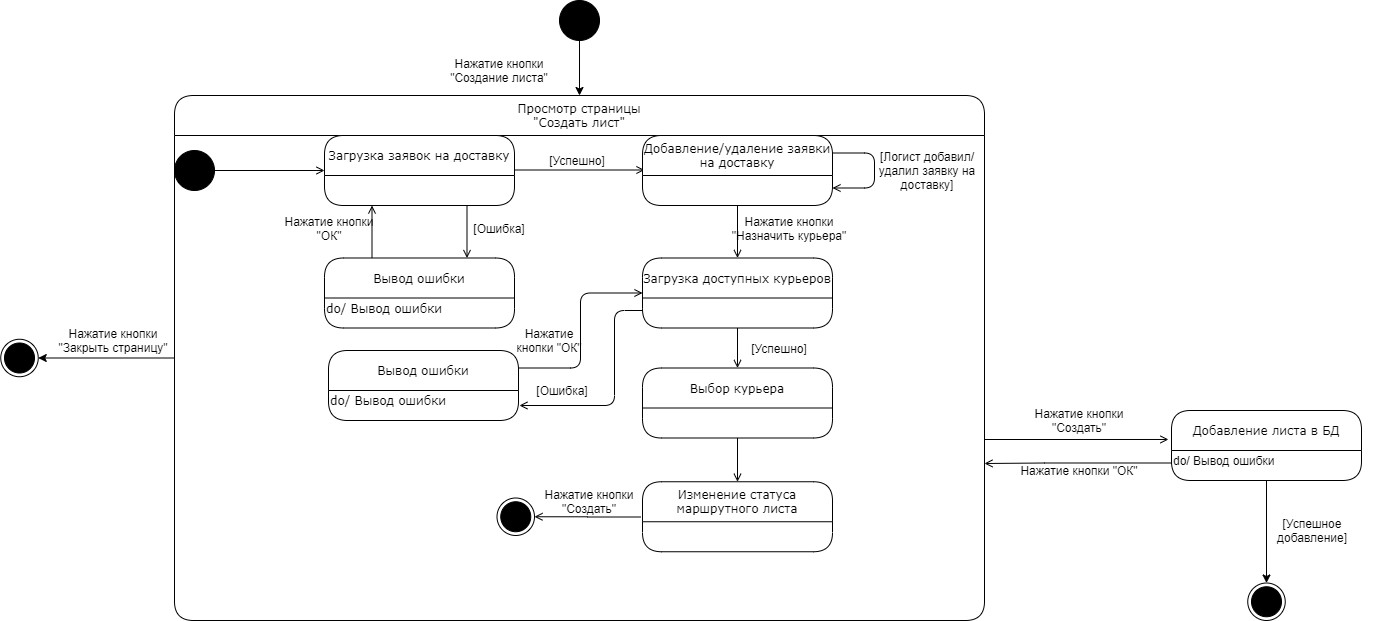 Нажатие кнопки
"Создание листа"
Просмотр страницы
"Создать лист"
Загрузка заявок на доставку
[Успешно]
Добавление/удаление заявки
на доставку
[Логист добавил/
удалил заявку на
доставку]
Нажатие кнопки
"ОК"
[Ошибка]
Нажатие кнопки
"Назначить курьера"
Вывод ошибки
do/ Вывод ошибки
Загрузка доступных курьеров
Нажатие кнопки
"Закрыть страницу"
Нажатие
кнопки "ОК"
[Успешно]
Вывод ошибки
do/ Вывод ошибки
[Ошибка]
Выбор курьера
Нажатие кнопки
"Создать"
Добавление листа в БД
do/ Вывод ошибки
Нажатие кнопки "ОК"
Нажатие кнопки
"Создать"
Изменение статуса
маршрутного листа
[Успешное
добавление]